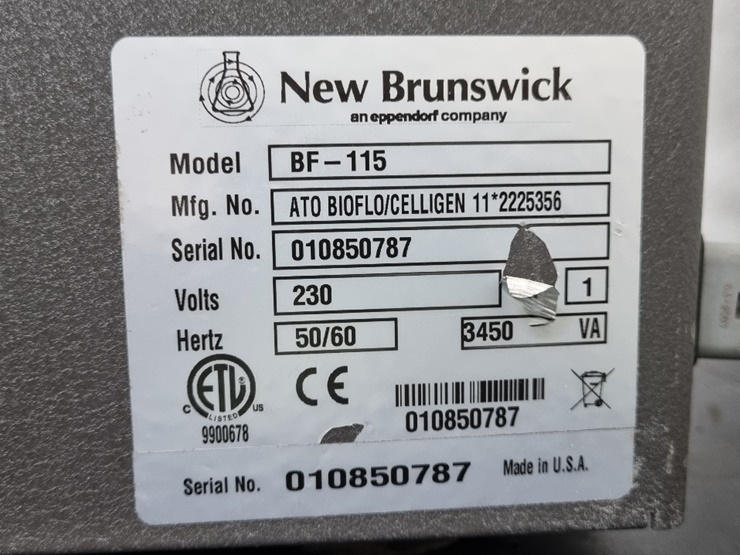 New Brunswick
an eppendorf company
Model BF-115
Mfg. No. ATO BIOFLO/CELLIGEN 11*2225356
Serial No. 010850787
Volts 230 1
Hertz 50/60 3450 VA
ETL
C LISTED US
CE
9900678
010850787
Serial No. 010850787 Made in U.S.A.